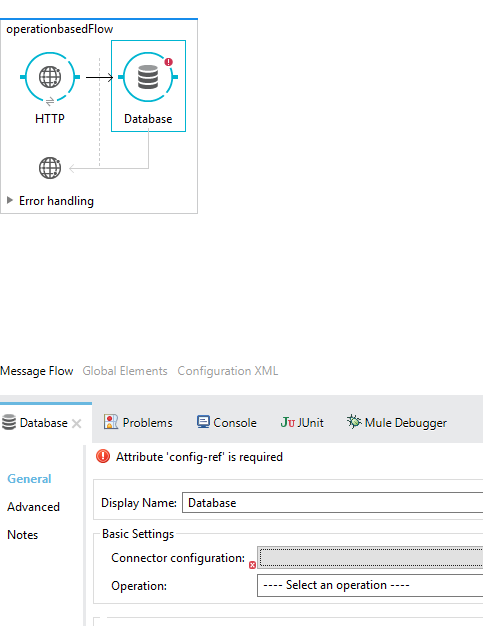 operationbasedFlow
HTTP
Database
Error handling
Message Flow Global Elements Configuration XML
Database Problems Console JU JUnit Mule Debugger
General
Advanced
Notes
Attribute 'config-ref' is required
Display Name: Database
Basic Settings
Connector configuration:
Operation: ---- Select an operation ----